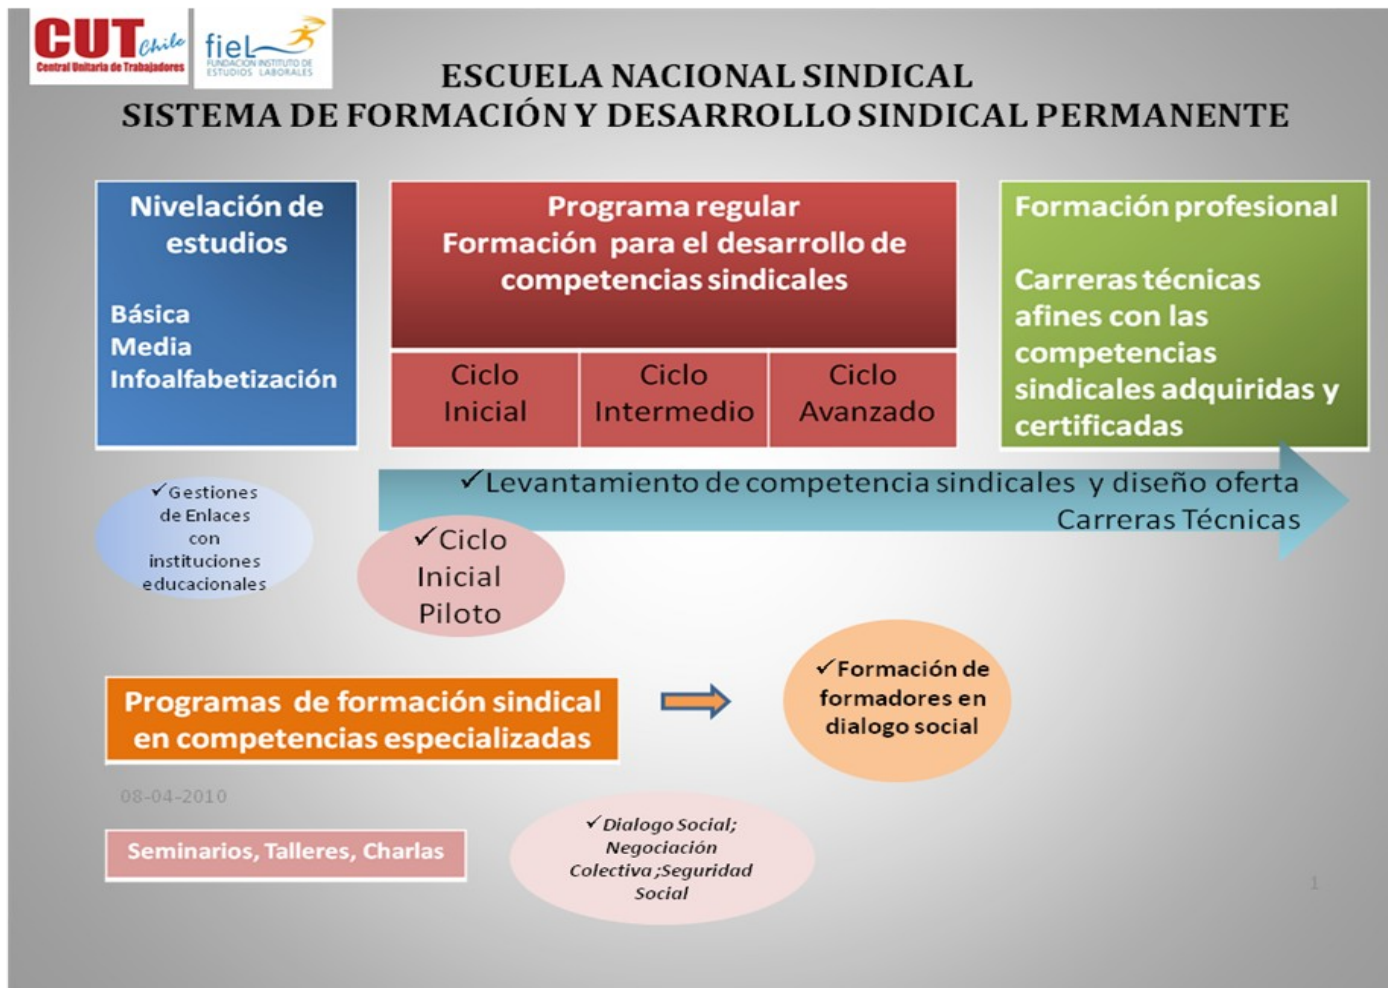 CUT Chile
Central Unitaria de Trabajadores
fiel
FUNDACIÓN INSTITUTO DE
ESTUDIOS LABORALES
ESCUELA NACIONAL SINDICAL
SISTEMA DE FORMACIÓN Y DESARROLLO SINDICAL PERMANENTE
Nivelación de
estudios
Básica
Media
Infoalfabetización
Programa regular
Formación para el desarrollo de
competencias sindicales
Ciclo
Inicial
Ciclo
Intermedio
Ciclo
Avanzado
Formación profesional
Carreras técnicas
afines con las
competencias
sindicales adquiridas y
certificadas
✓Levantamiento de competencia sindicales y diseño oferta
Carreras Técnicas
✓Gestiones
de Enlaces
con
instituciones
educacionales
✓Ciclo
Inicial
Piloto
Programas de formación sindical
en competencias especializadas
✓Formación de
formadores en
dialogo social
08-04-2010
Seminarios, Talleres, Charlas
✓Dialogo Social;
Negociación
Colectiva ;Seguridad
Social
1